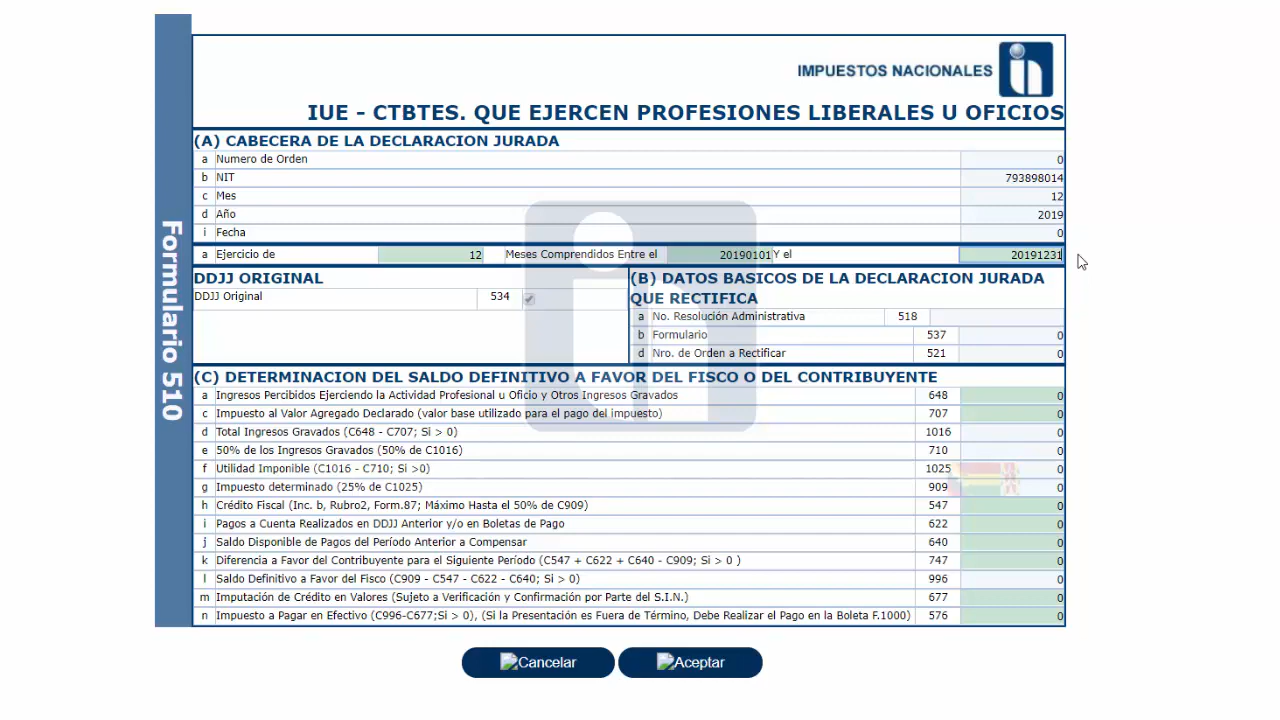 IMPUESTOS NACIONALES
IUE - CTBTES. QUE EJERCEN PROFESIONES LIBERALES U OFICIOS
Formulario 510
(A) CABECERA DE LA DECLARACION JURADA
a Numero de Orden 0
b NIT 793898014
c Mes 12
d Año 2019
i Fecha 0
a Ejercicio de 12 Meses Comprendidos Entre el 20190101 Y el 20191231
DDJJ ORIGINAL
DDJJ Original 534
(B) DATOS BASICOS DE LA DECLARACION JURADA
QUE RECTIFICA
a No. Resolución Administrativa 518
b Formulario 537 0
d Nro. de Orden a Rectificar 521 0
(C) DETERMINACION DEL SALDO DEFINITIVO A FAVOR DEL FISCO O DEL CONTRIBUYENTE
a Ingresos Percibidos Ejerciendo la Actividad Profesional u Oficio y Otros Ingresos Gravados 648 0
c Impuesto al Valor Agregado Declarado (valor base utilizado para el pago del impuesto) 707 0
d Total Ingresos Gravados (C648 - C707; Si > 0) 1016 0
e 50% de los Ingresos Gravados (50% de C1016) 710 0
f Utilidad Imponible (C1016 - C710; Si >0) 1025 0
g Impuesto determinado (25% de C1025) 909 0
h Crédito Fiscal (Inc. b, Rubro2, Form.87; Máximo Hasta el 50% de C909) 547 0
i Pagos a Cuenta Realizados en DDJJ Anterior y/o en Boletas de Pago 622 0
j Saldo Disponible de Pagos del Período Anterior a Compensar 640 0
k Diferencia a Favor del Contribuyente para el Siguiente Período (C547 + C622 + C640 - C909; Si > 0 ) 747 0
l Saldo Definitivo a Favor del Fisco (C909 - C547 - C622 - C640; Si > 0) 996 0
m Imputación de Crédito en Valores (Sujeto a Verificación y Confirmación por Parte del S.I.N.) 677 0
n Impuesto a Pagar en Efectivo (C996-C677;Si > 0), (Si la Presentación es Fuera de Término, Debe Realizar el Pago en la Boleta F.1000) 576 0
Cancelar Aceptar